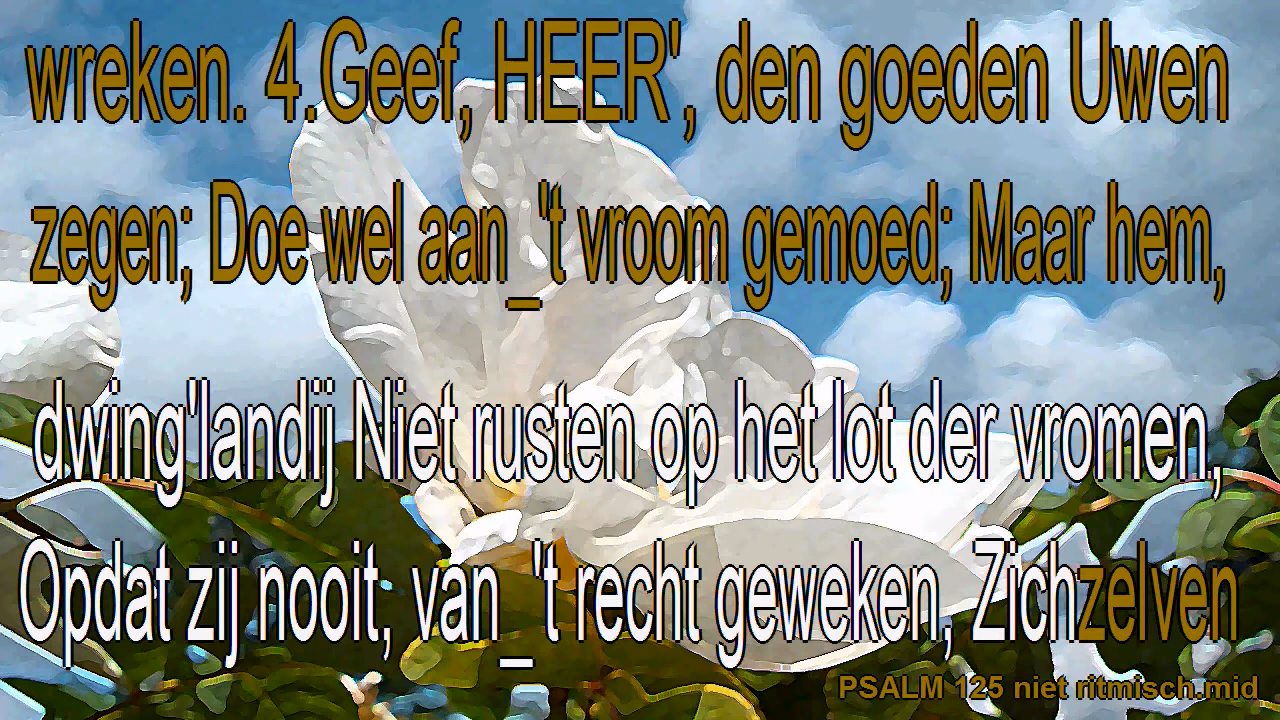 wreken. 4.Geef, HEER', den goeden Uwen
zegen; Doe wel aan_'t vroom gemoed; Maar hem,
dwing'landij Niet rusten op het lot der vromen,
Opdat zij nooit, van_'t recht geweken, Zichzelven
PSALM 125 niet ritmisch.mid